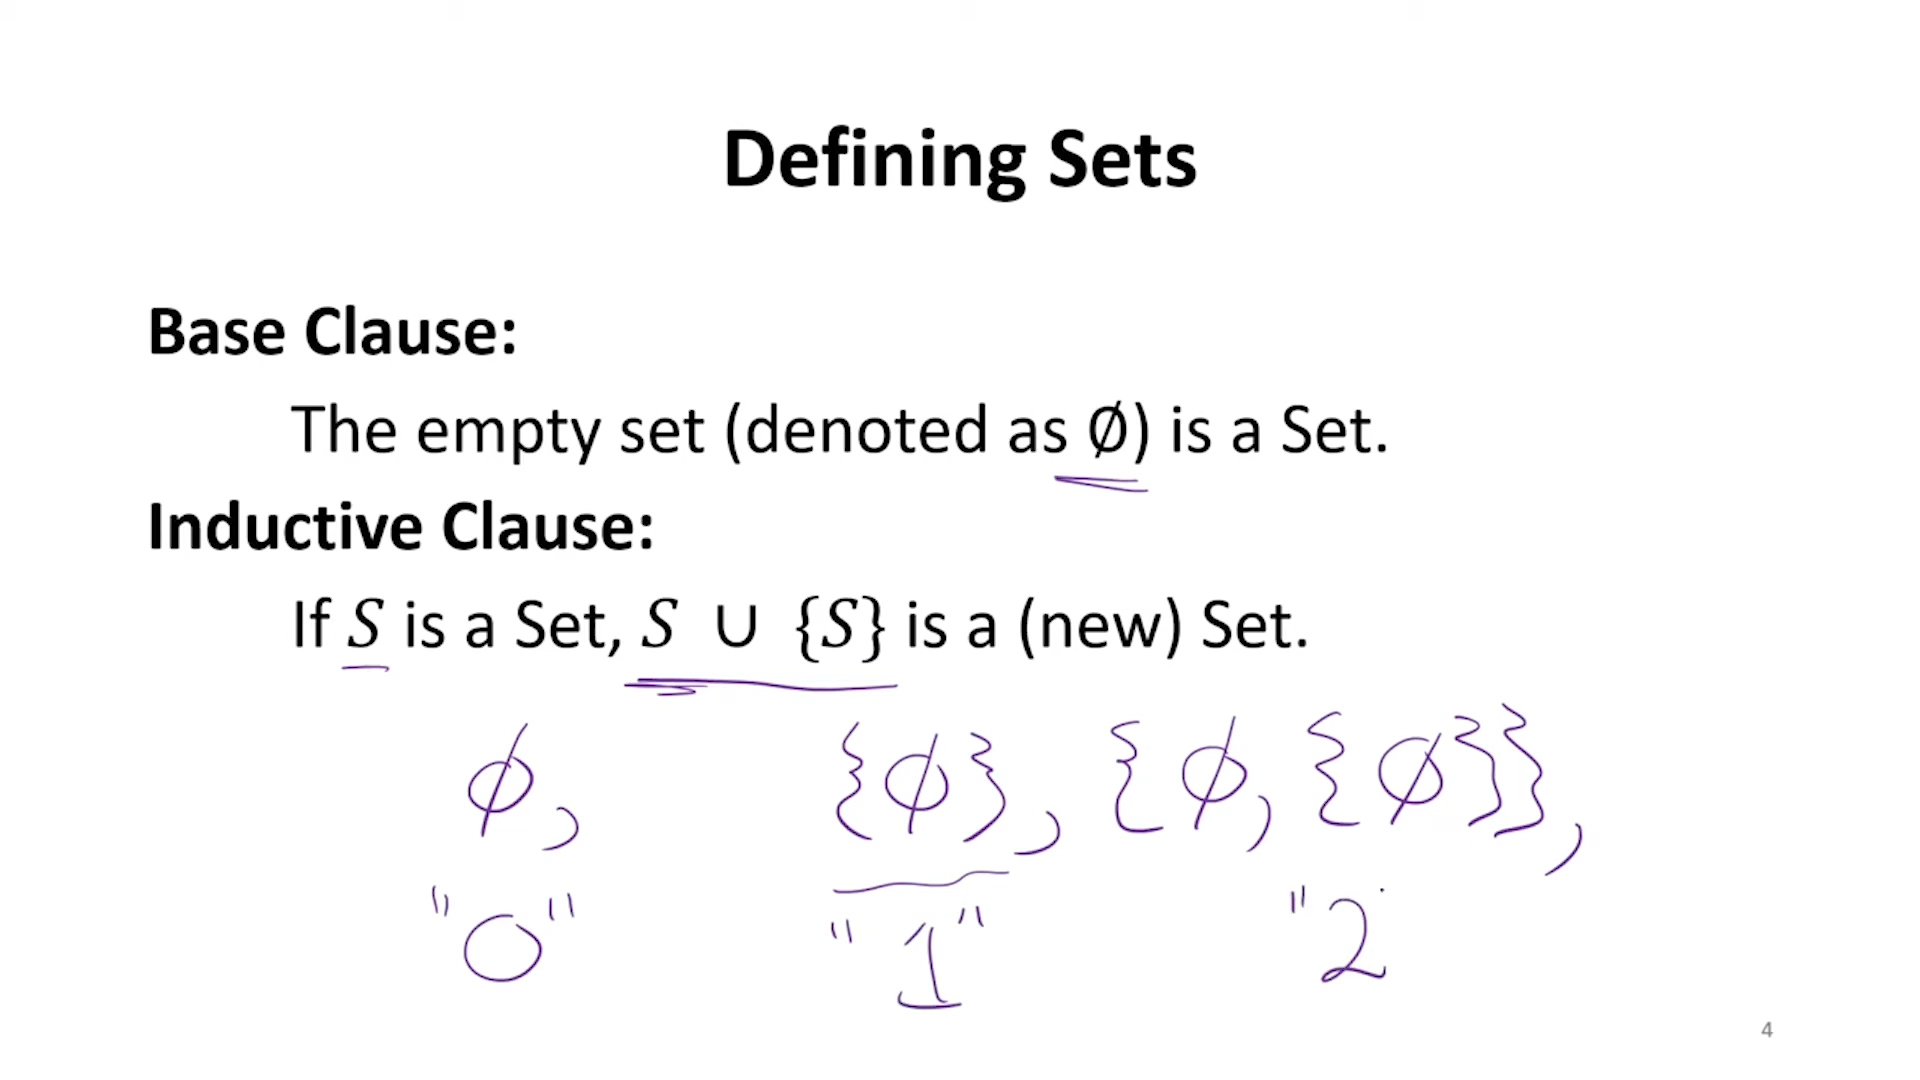 Defining Sets
Base Clause:
The empty set (denoted as ∅) is a Set.
Inductive Clause:
If S is a Set, S ∪ {S} is a (new) Set.
ϕ, {ϕ}, {ϕ, {ϕ}},
"0" "1" "2
4